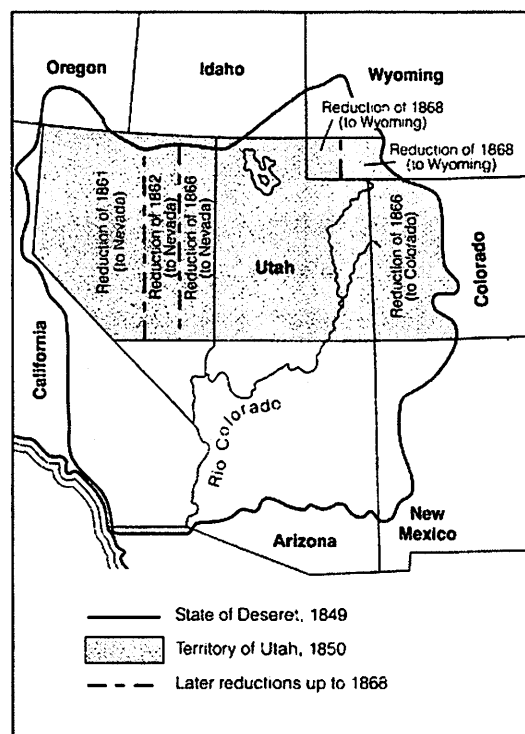 Oregon
Idaho
Wyoming
Reduction of 1868
(to Wyoming)
Reduction of 1868
(to Wyoming)
Reduction of 1861
(to Nevada)
Reduction of 1862
(to Nevada)
Reduction of 1866
(to Nevada)
Utah
Reduction of 1866
(to Colorado)
Colorado
California
Rio Colorado
Arizona
New
Mexico
State of Deseret, 1849
Territory of Utah, 1850
Later reductions up to 1868